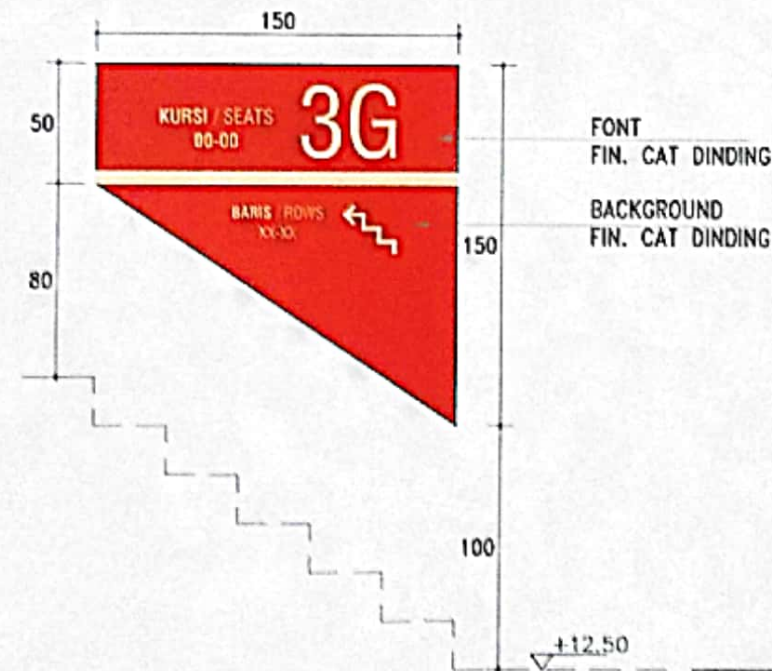 150
50
KURSI / SEATS
00-00
3G
FONT
FIN. CAT DINDING
BARIS / ROWS
XX-XX
BACKGROUND
FIN. CAT DINDING
150
80
100
+12.50